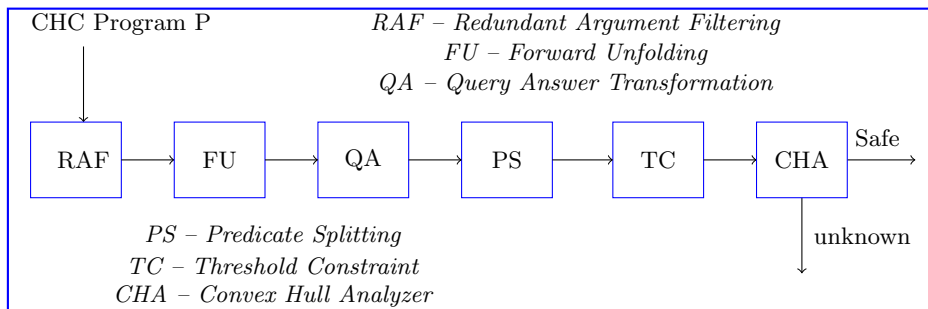 CHC Program P
RAF – Redundant Argument Filtering
FU – Forward Unfolding
QA – Query Answer Transformation
RAF
FU
QA
PS
TC
CHA
Safe
unknown
PS – Predicate Splitting
TC – Threshold Constraint
CHA – Convex Hull Analyzer